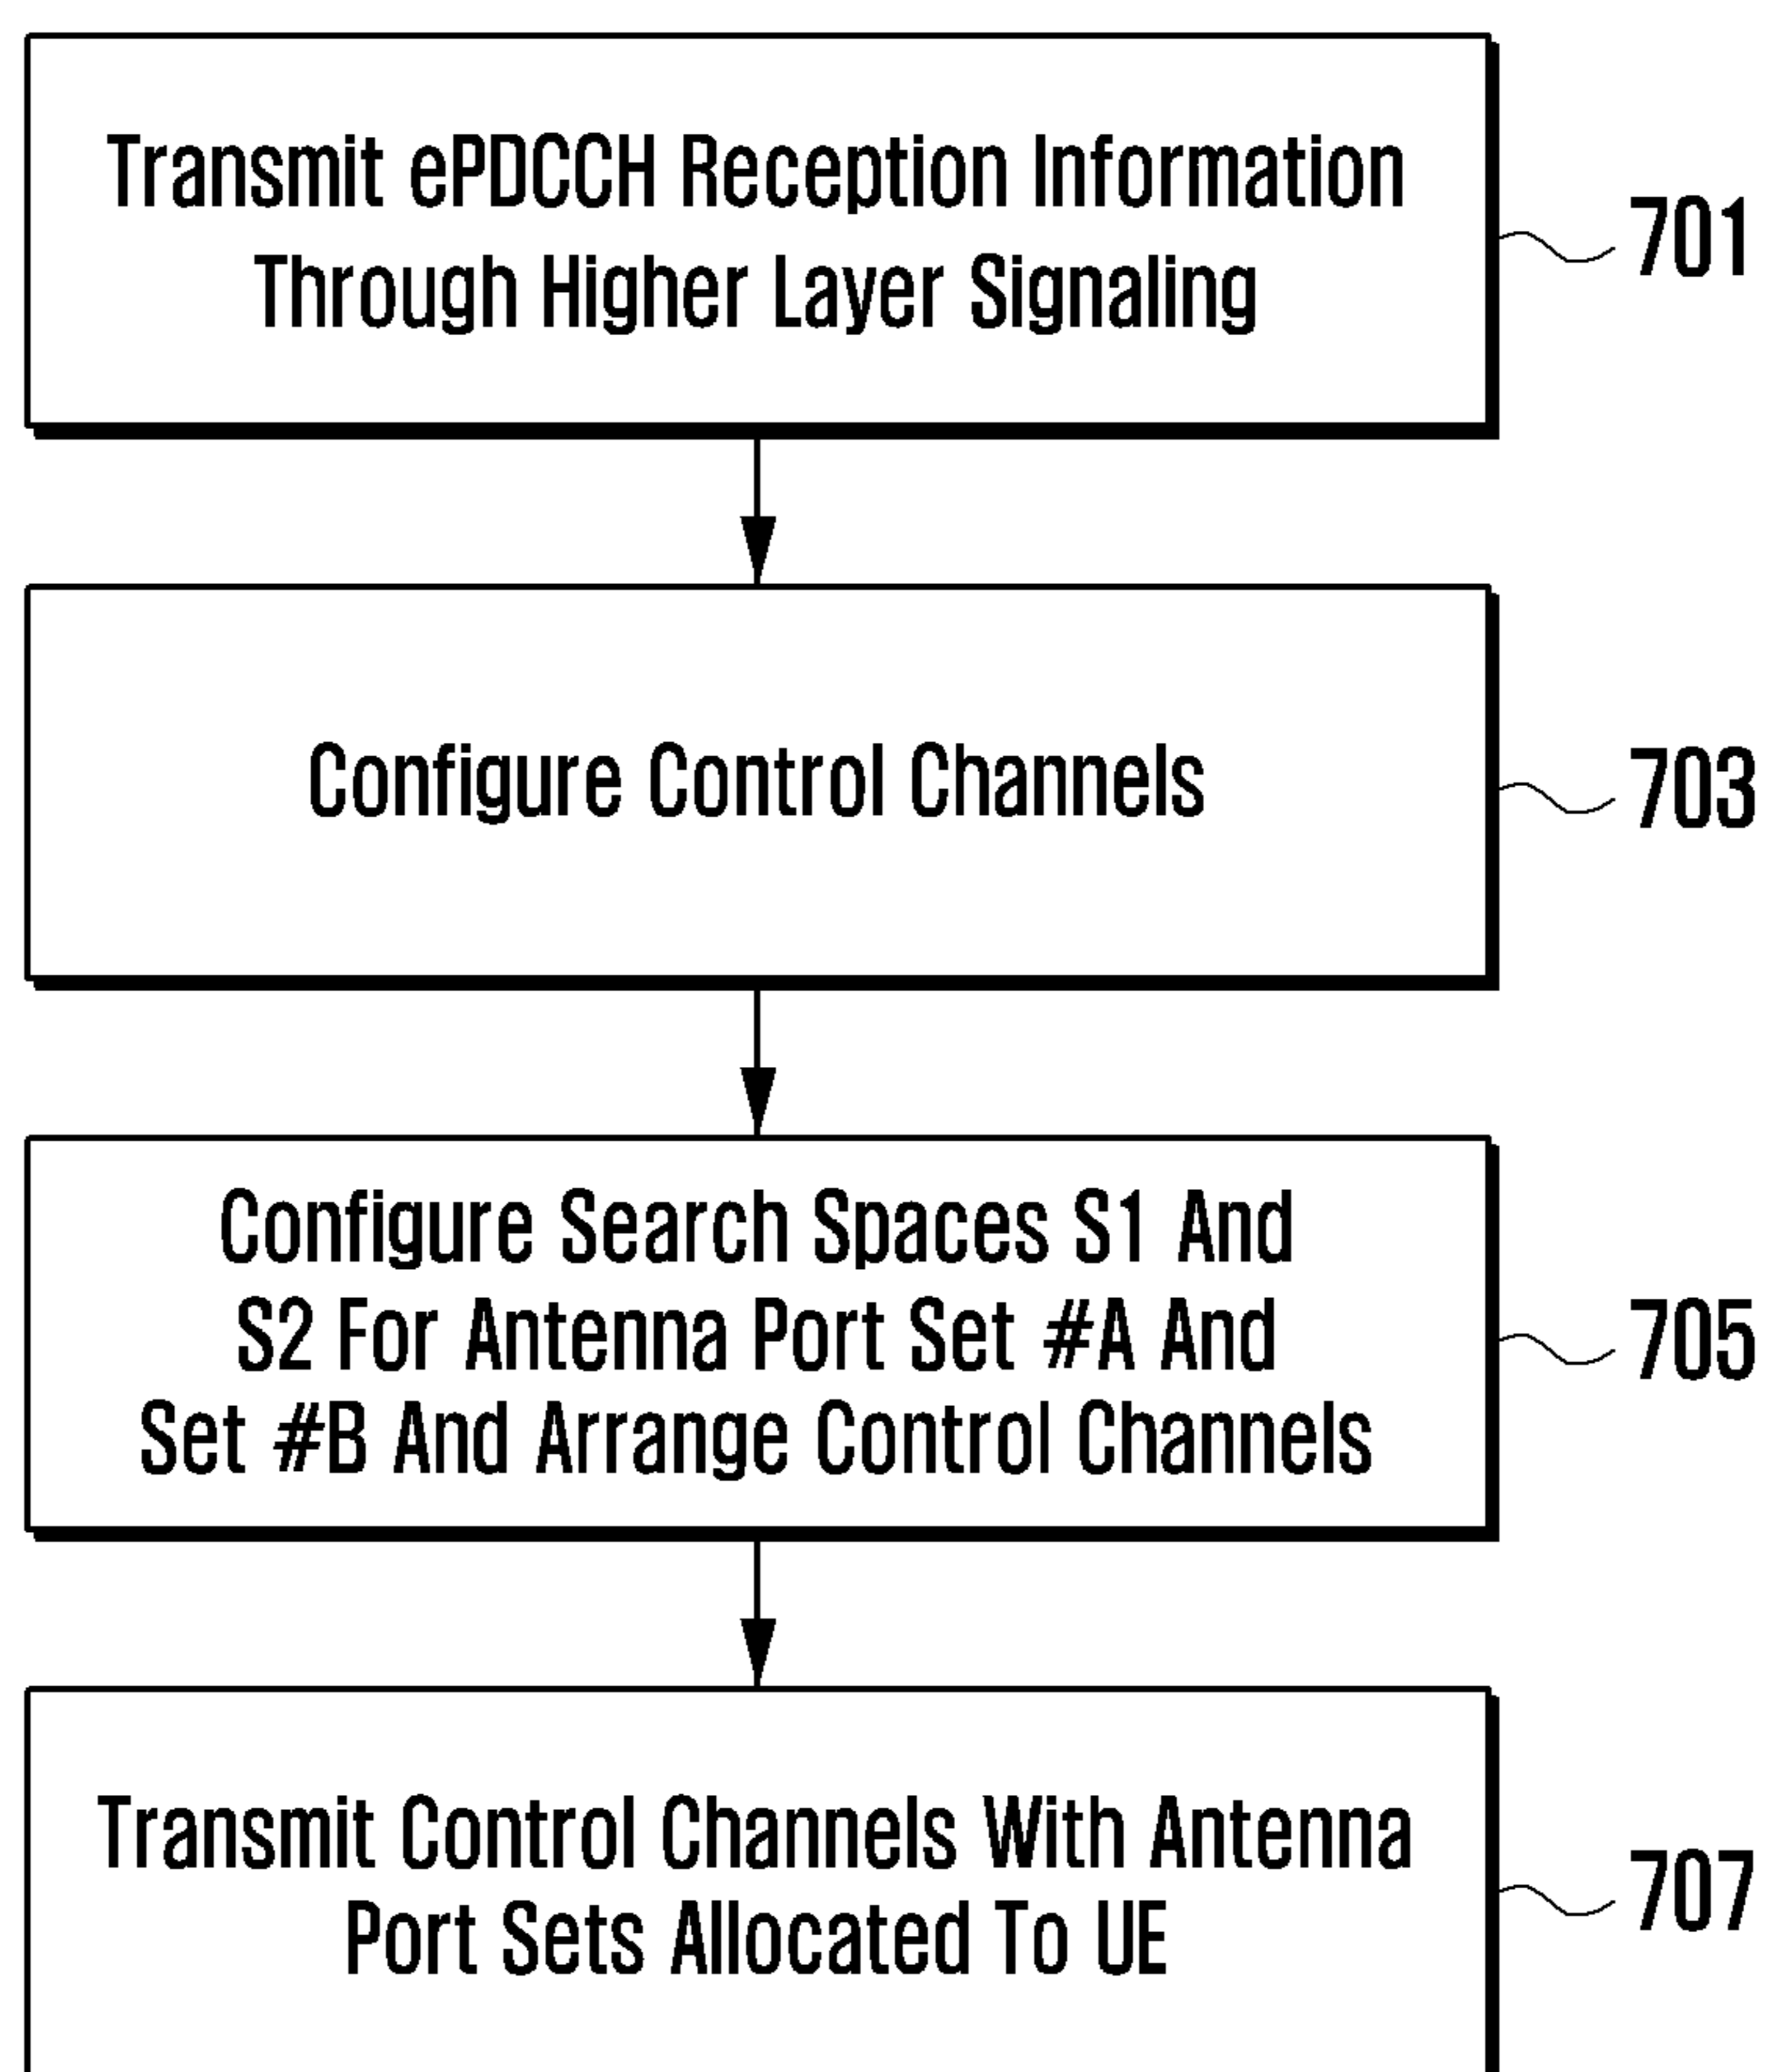 Transmit ePDCCH Reception Information
Through Higher Layer Signaling
701
Configure Control Channels
703
Configure Search Spaces S1 And
S2 For Antenna Port Set #A And
Set #B And Arrange Control Channels
705
Transmit Control Channels With Antenna
Port Sets Allocated To UE
707